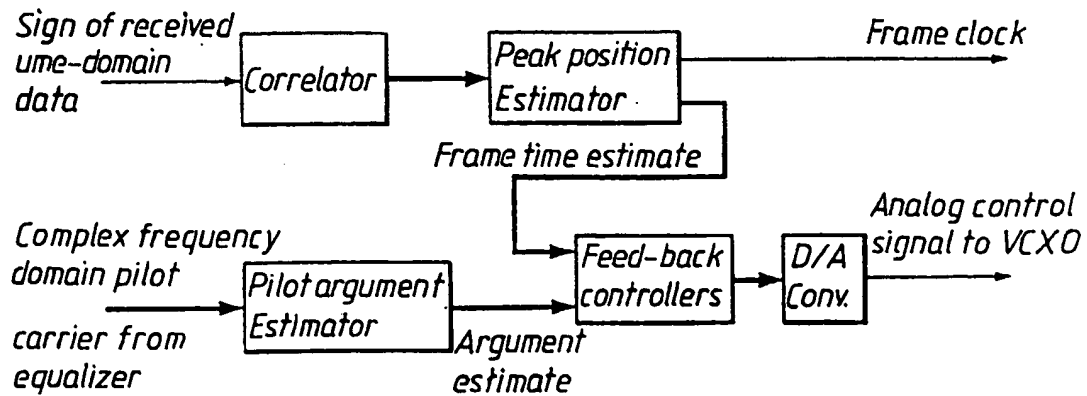 Sign of received
ume-domain
data
Correlator
Peak position
Estimator
Frame clock
Frame time estimate
Complex frequency
domain pilot
carrier from
equalizer
Pilot argument
Estimator
Argument
estimate
Feed-back
controllers
D/A
Conv.
Analog control
signal to VCXO